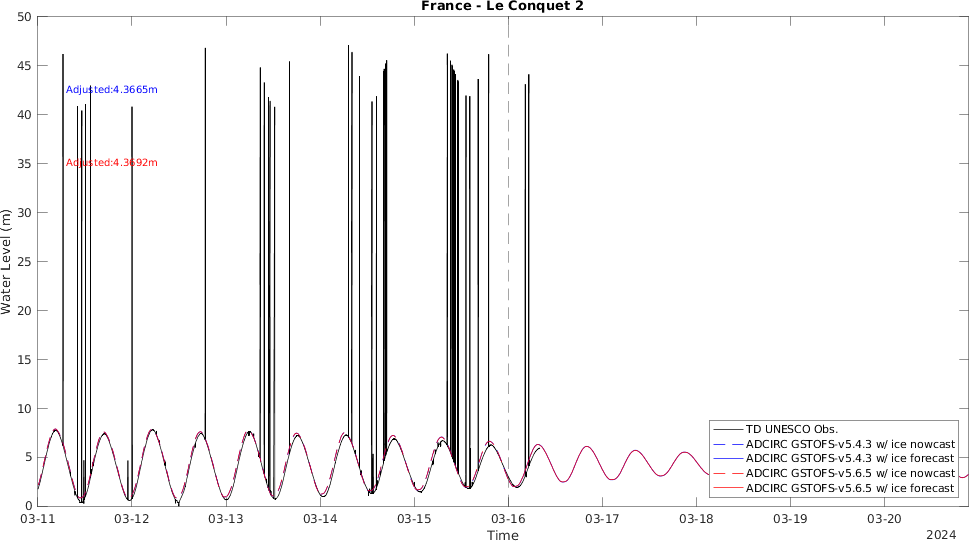 France - Le Conquet 2
50
45
40
35
30
25
20
15
10
5
0
Water Level (m)
Adjusted:4.3665m
Adjusted:4.3692m
TD UNESCO Obs.
ADCIRC GSTOFS-v5.4.3 w/ ice nowcast
ADCIRC GSTOFS-v5.4.3 w/ ice forecast
ADCIRC GSTOFS-v5.6.5 w/ ice nowcast
ADCIRC GSTOFS-v5.6.5 w/ ice forecast
03-11 03-12 03-13 03-14 03-15 03-16 03-17 03-18 03-19 03-20
Time
2024